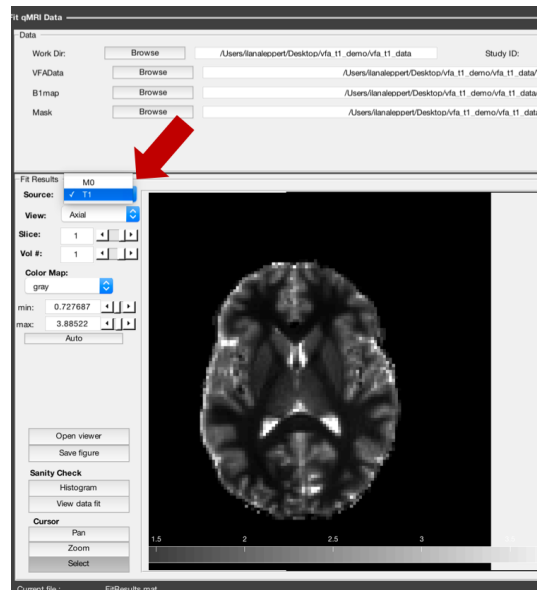 Fit qMRI Data
Data
Work Dir: Browse /Users/ilanaleppert/Desktop/vfa_t1_demo/vfa_t1_data Study ID:
VFAData Browse /Users/ilanaleppert/Desktop/vfa_t1_demo/vfa_t1_data/
B1map Browse /Users/ilanaleppert/Desktop/vfa_t1_demo/vfa_t1_data/
Mask Browse /Users/ilanaleppert/Desktop/vfa_t1_demo/vfa_t1_data
Fit Results
M0
Source: ✓ T1
View: Axial
Slice: 1
Vol #: 1
Color Map:
gray
min: 0.727687
max: 3.88522
Auto
Open viewer
Save figure
Sanity Check
Histogram
View data fit
Cursor
Pan
Zoom
Select
1.5 2 2.5 3
Current file : FitResults.mat